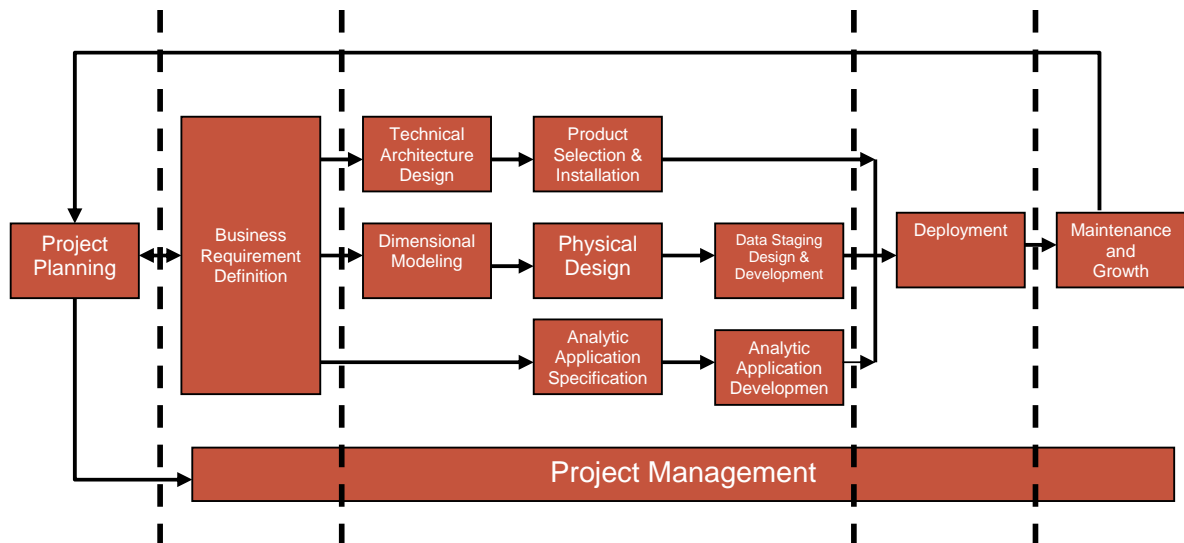 Project
Planning
Business
Requirement
Definition
Technical
Architecture
Design
Product
Selection &
Installation
Dimensional
Modeling
Physical
Design
Data Staging
Design &
Development
Analytic
Application
Specification
Analytic
Application
Developmen
Deployment
Maintenance
and
Growth
Project Management